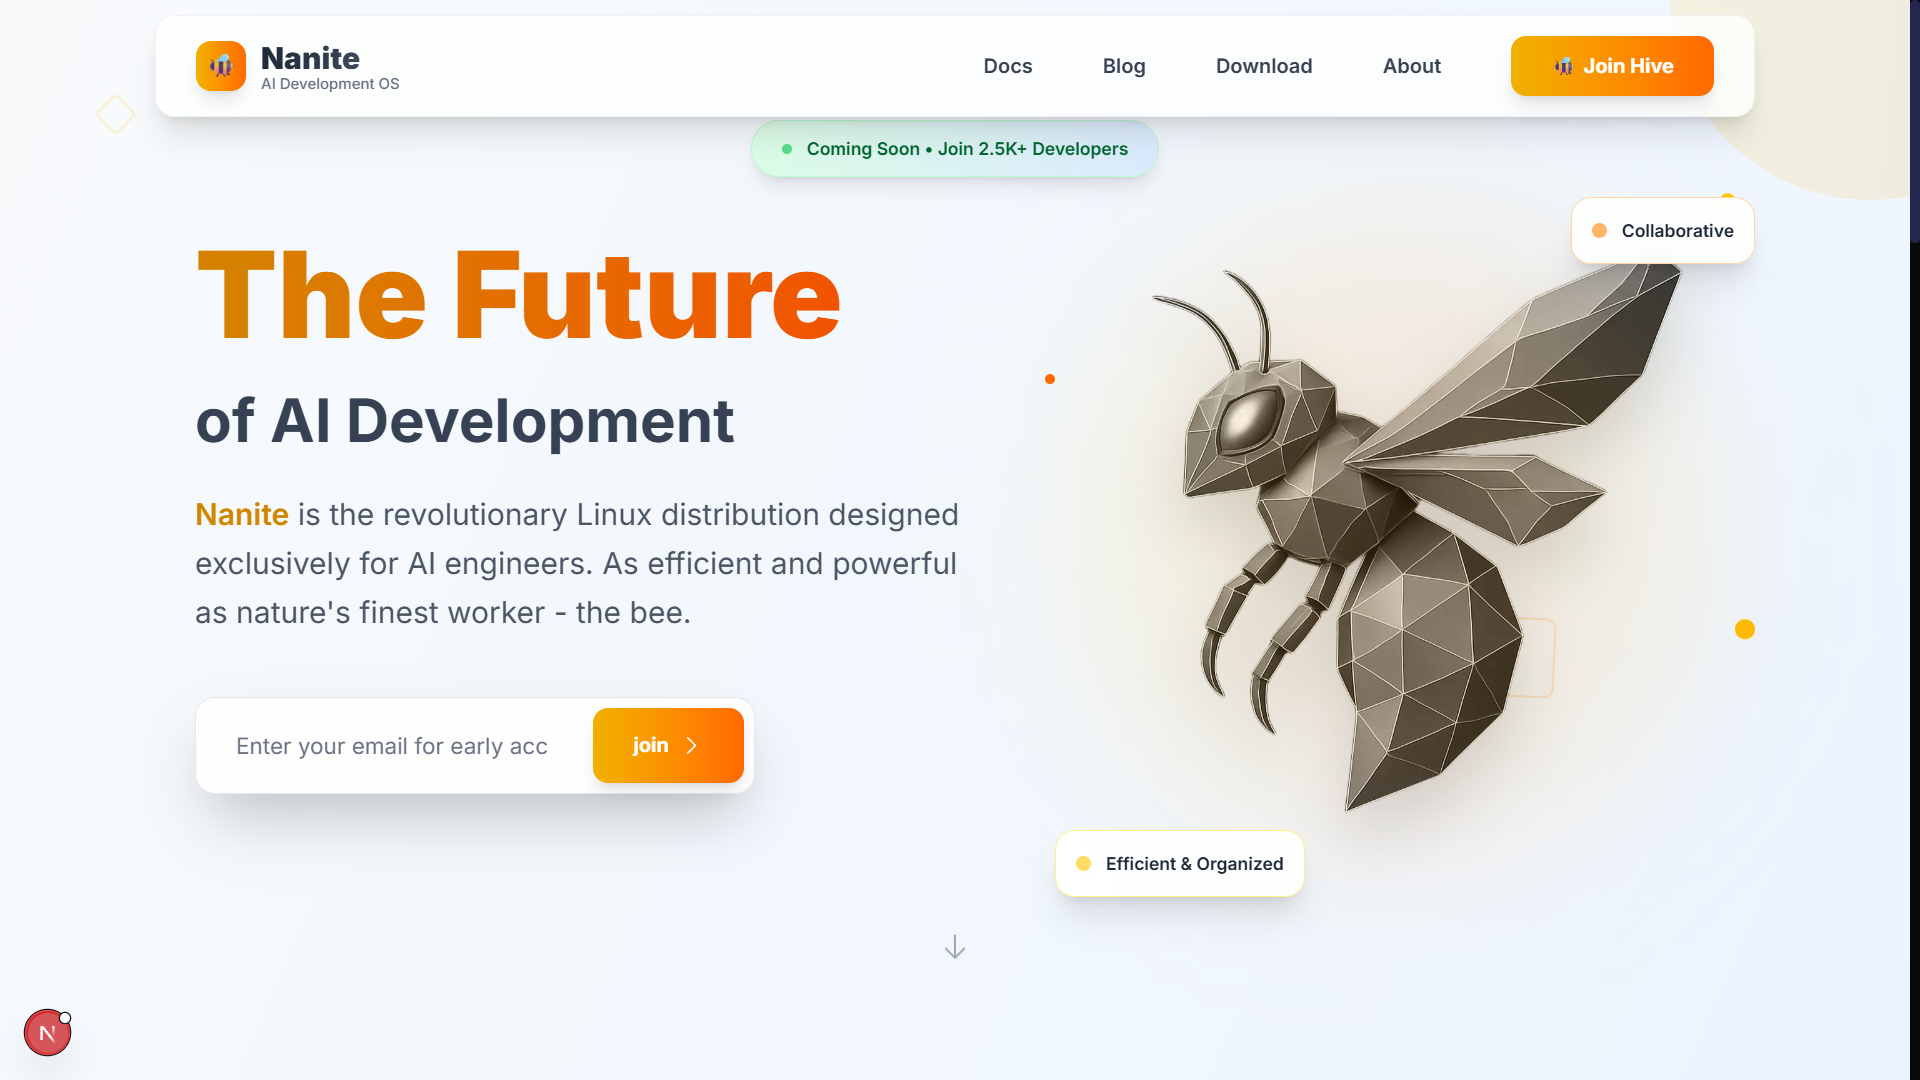 Nanite
AI Development OS
Docs
Blog
Download
About
Join Hive
Coming Soon • Join 2.5K+ Developers
Collaborative
The Future
of AI Development
Nanite is the revolutionary Linux distribution designed
exclusively for AI engineers. As efficient and powerful
as nature's finest worker - the bee.
Enter your email for early acc
join
Efficient & Organized
N